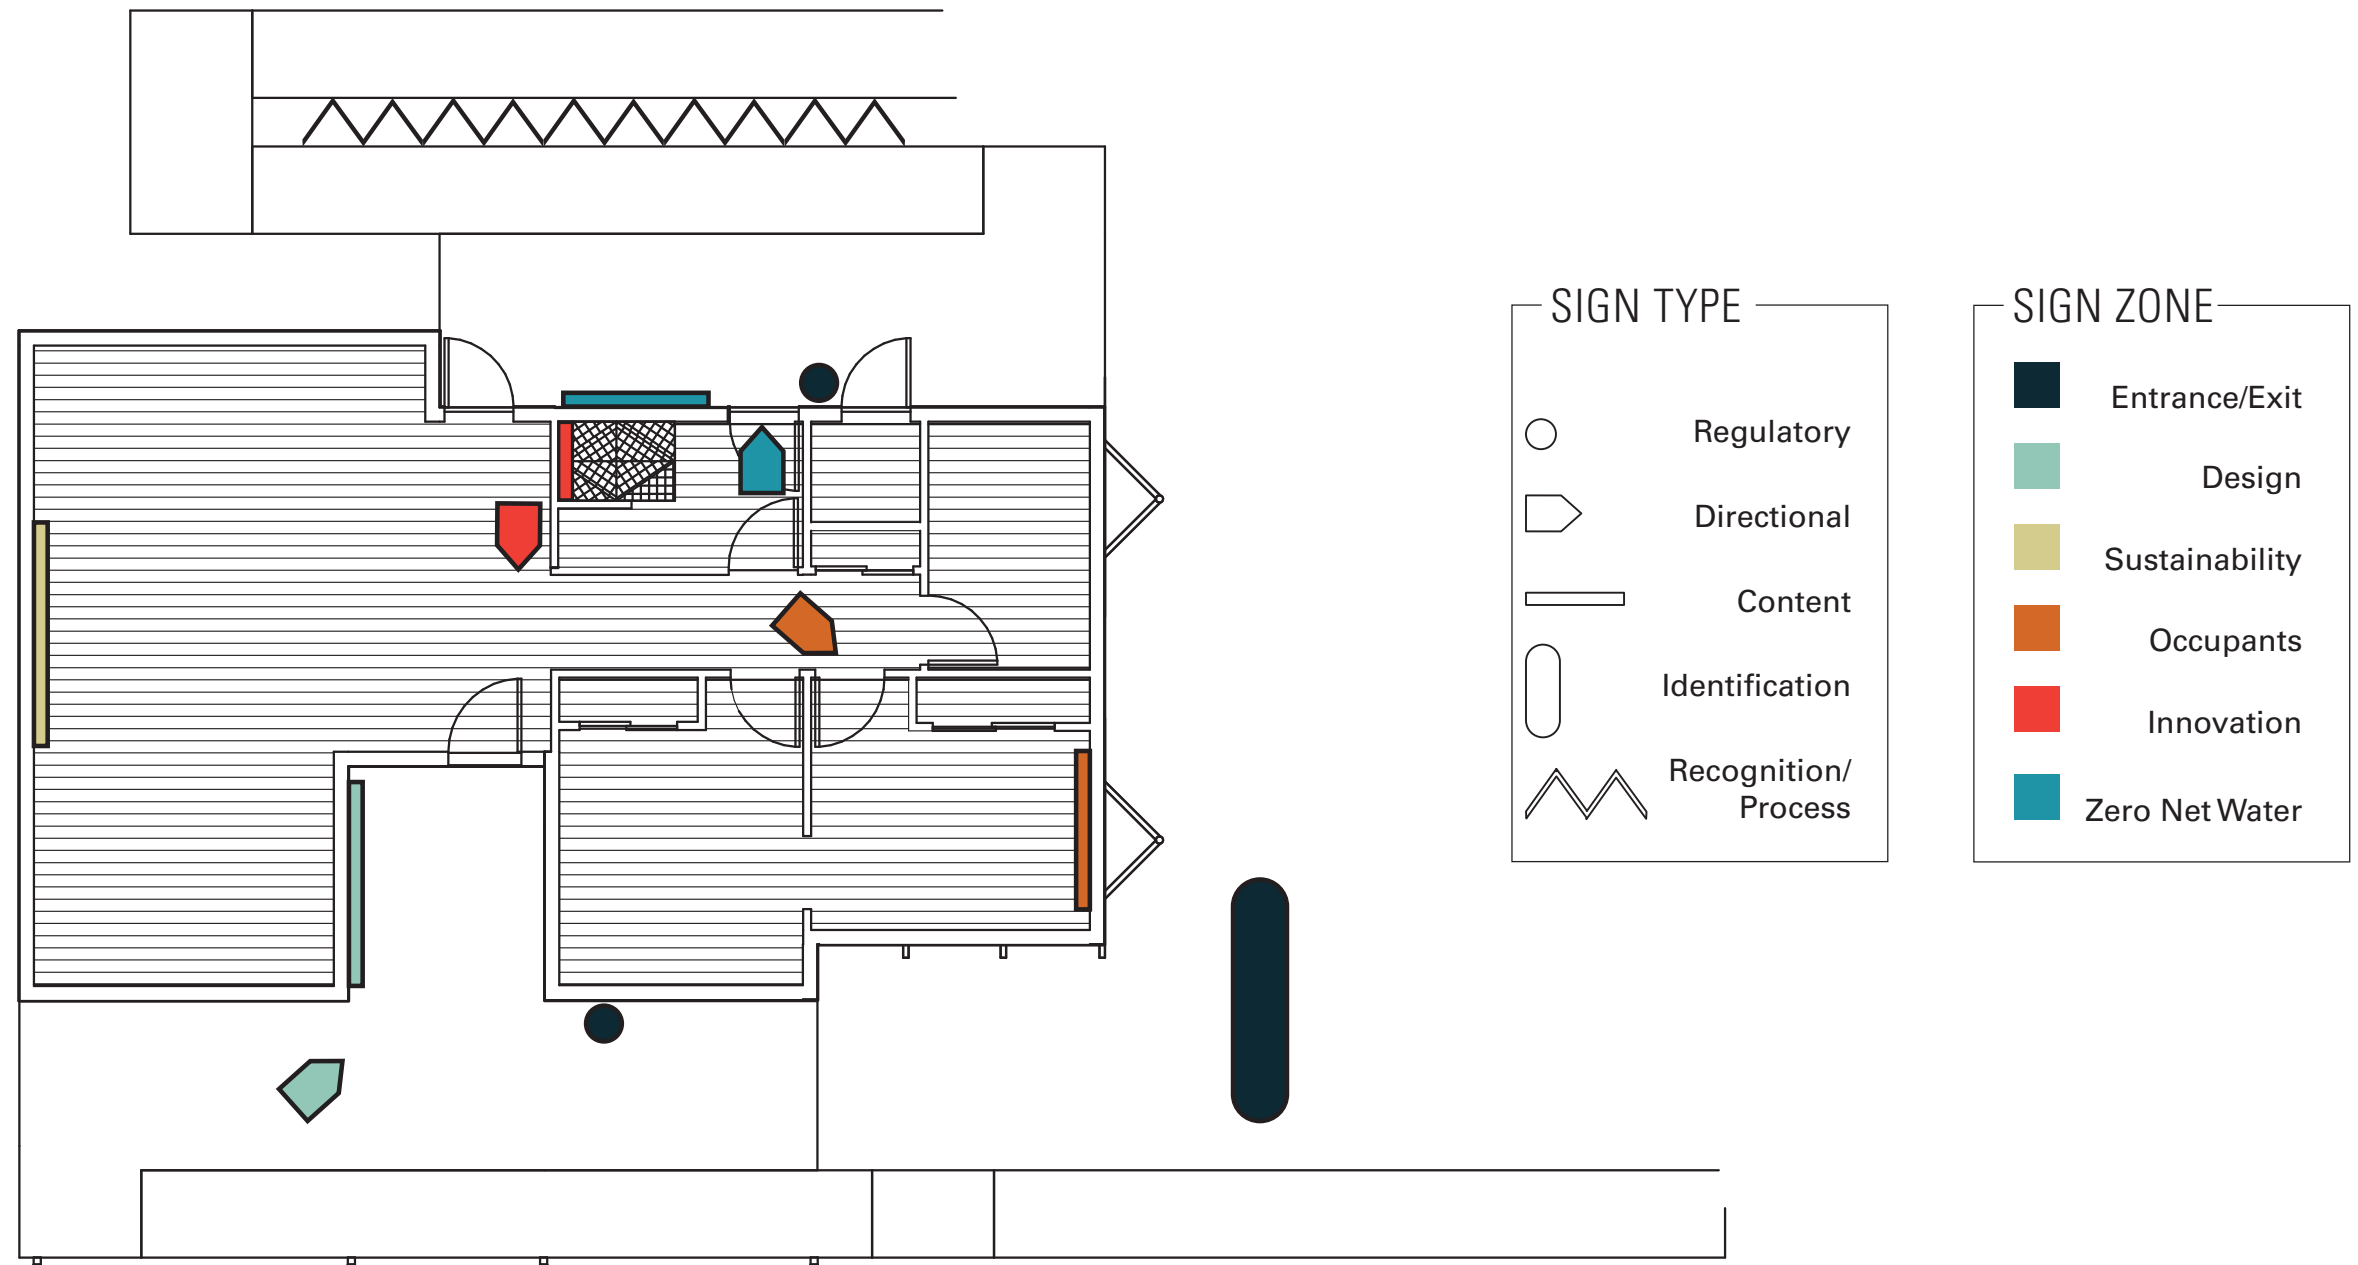 SIGN TYPE
Regulatory
Directional
Content
Identification
Recognition/
Process
SIGN ZONE
Entrance/Exit
Design
Sustainability
Occupants
Innovation
Zero Net Water